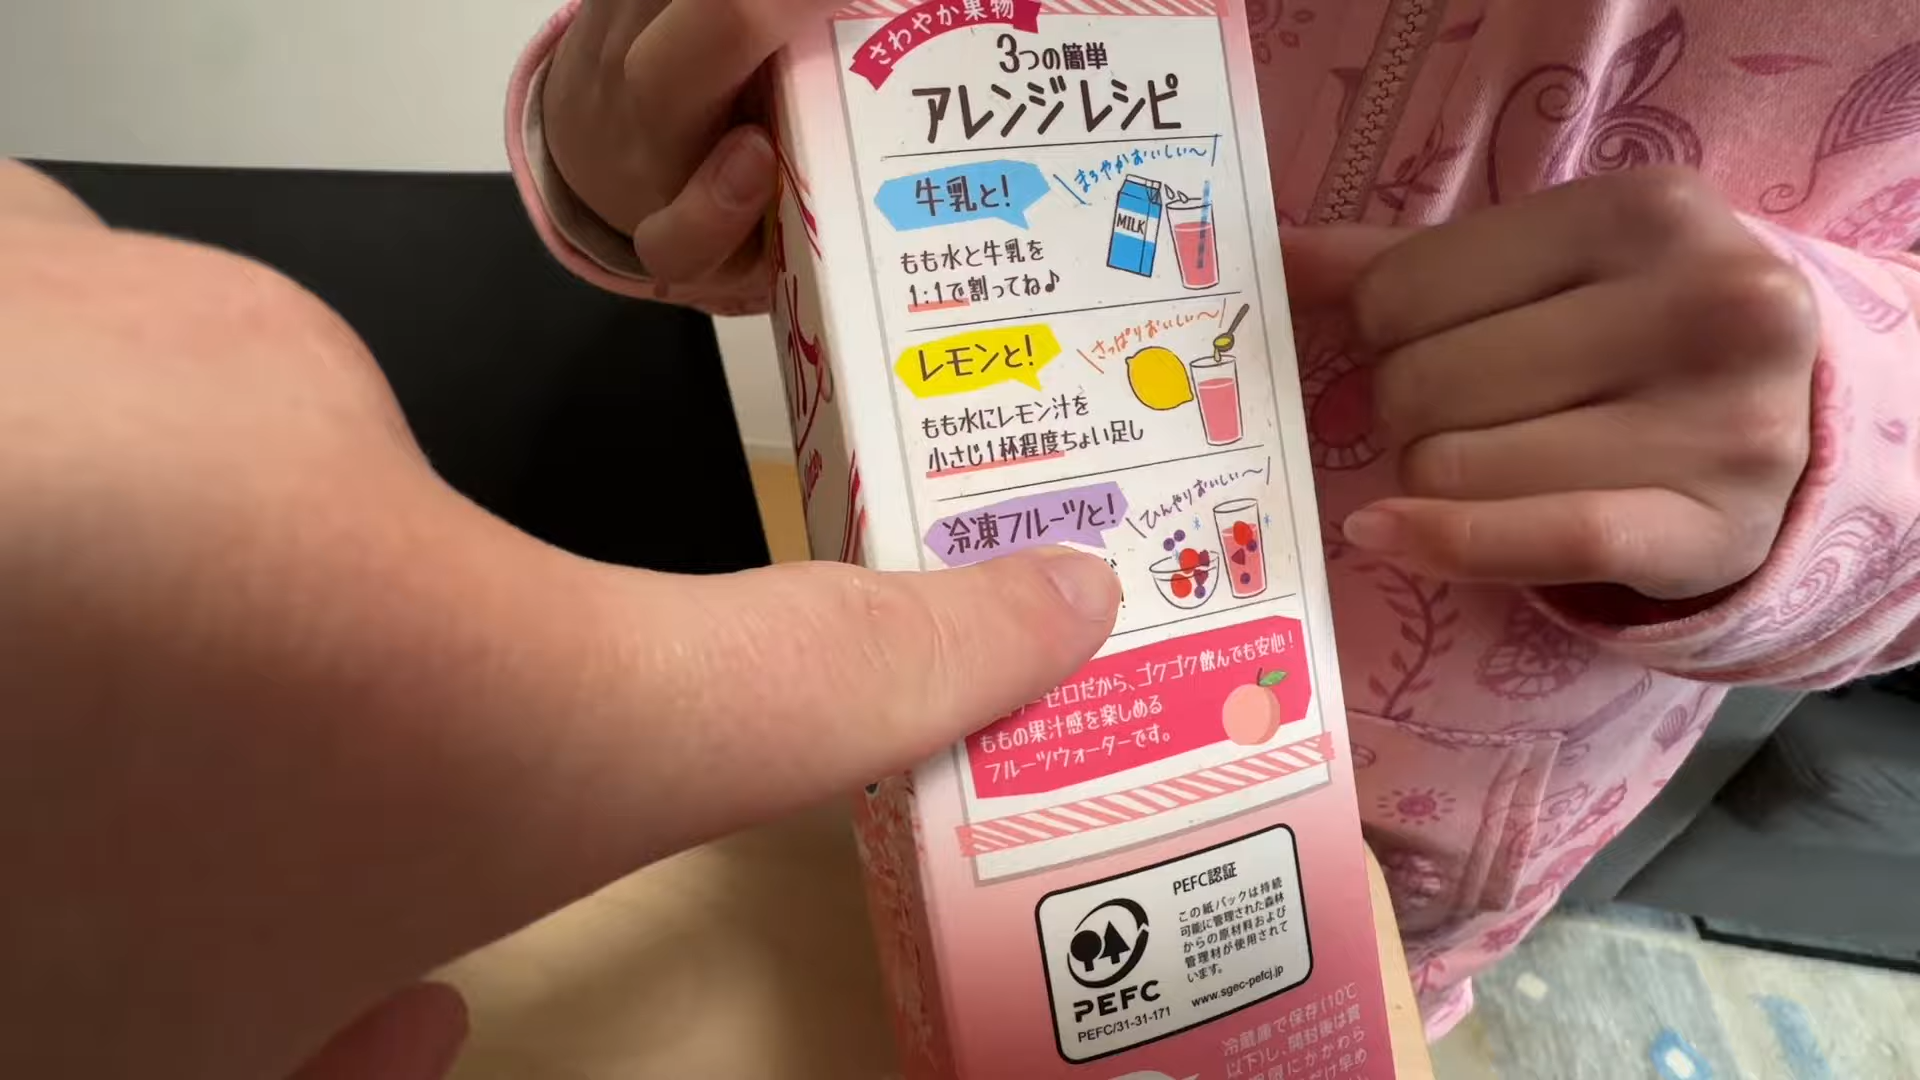 さわやか果物
3つの簡単
アレンジレシピ
牛乳と!
まろやかおいしい〜
MILK
もも水と牛乳を
1:1で割ってね♪
レモンと!
さっぱりおいしい〜
もも水にレモン汁を
小さじ1杯程度ちょい足し
冷凍フルーツと!
ひんやりおいしい〜
ゼロだから、ゴクゴク飲んでも安心!
ももの果汁感を楽しめる
フルーツウォーターです。
PEFC
PEFC/31-31-171
PEFC認証
この紙パックは持続
可能に管理された森林
からの原材料および
管理材が使用されて
います。
www.sgec-pefcj.jp
冷蔵庫で保存(10℃
以下)し、開封後は賞
にかかわら
早め